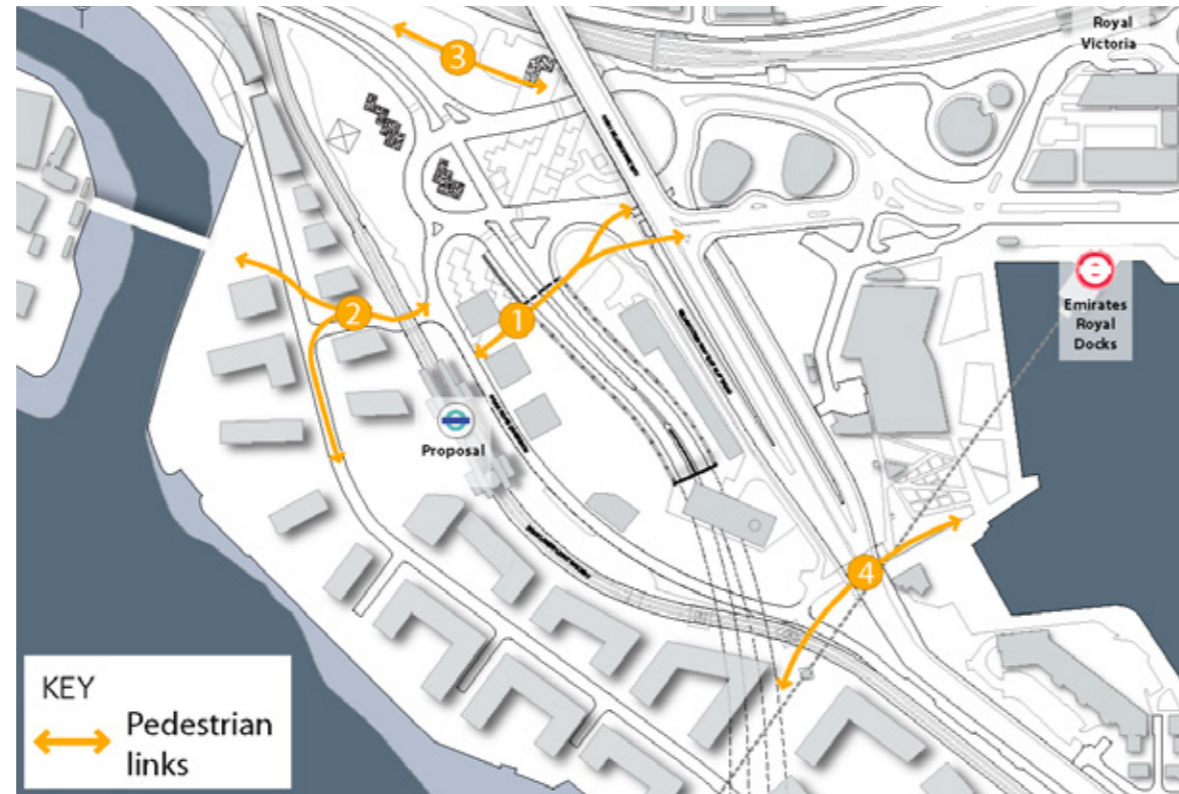 Royal
Victoria
3
2
1
Emirates
Royal
Docks
Proposal
4
KEY
Pedestrian
links